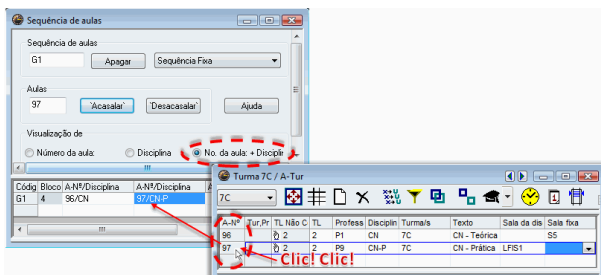 Sequência de aulas
Sequência de aulas
G1 Apagar Sequência Fixa
Aulas
97 `Acasalar` `Desacasalar` Ajuda
Visualização de
Número da aula: Disciplina No. da aula: + Disciplin
Códig Bloco A-Nº/Disciplina A-Nº/Disciplina A
G1 4 96/CN 97/CN-P
Turma 7C / A-Tur
7C
A-Nº Tur,Pr TL Não C TL Profess Disciplin Turma/s Texto Sala da dis Sala fixa
96 2 2 P1 CN 7C CN - Teórica S5
97 2 2 P9 CN-P 7C CN - Prática LFIS1
Clic! Clic!